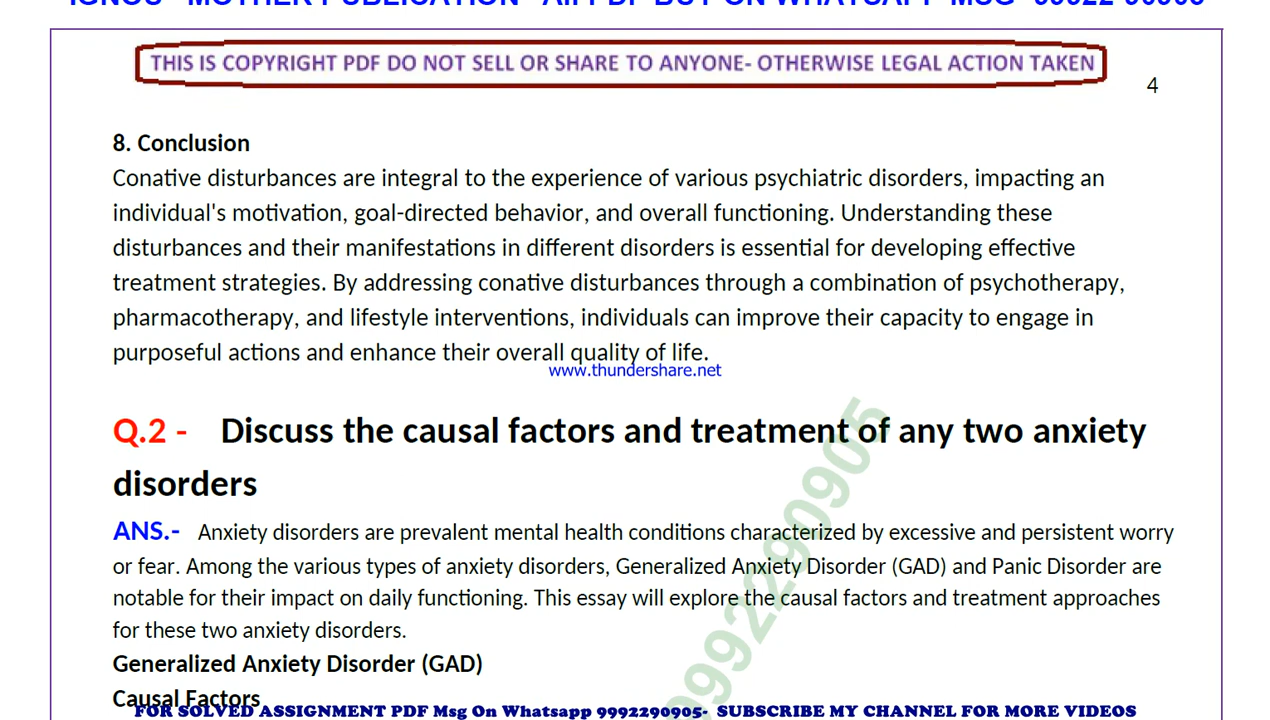 THIS IS COPYRIGHT PDF DO NOT SELL OR SHARE TO ANYONE- OTHERWISE LEGAL ACTION TAKEN
4
8. Conclusion
Conative disturbances are integral to the experience of various psychiatric disorders, impacting an
individual's motivation, goal-directed behavior, and overall functioning. Understanding these
disturbances and their manifestations in different disorders is essential for developing effective
treatment strategies. By addressing conative disturbances through a combination of psychotherapy,
pharmacotherapy, and lifestyle interventions, individuals can improve their capacity to engage in
purposeful actions and enhance their overall quality of life.
www.thundershare.net
Q.2 - Discuss the causal factors and treatment of any two anxiety
disorders
ANS.- Anxiety disorders are prevalent mental health conditions characterized by excessive and persistent worry
or fear. Among the various types of anxiety disorders, Generalized Anxiety Disorder (GAD) and Panic Disorder are
notable for their impact on daily functioning. This essay will explore the causal factors and treatment approaches
for these two anxiety disorders.
Generalized Anxiety Disorder (GAD)
Causal Factors
9992290905
FOR SOLVED ASSIGNMENT PDF Msg On Whatsapp 9992290905- SUBSCRIBE MY CHANNEL FOR MORE VIDEOS